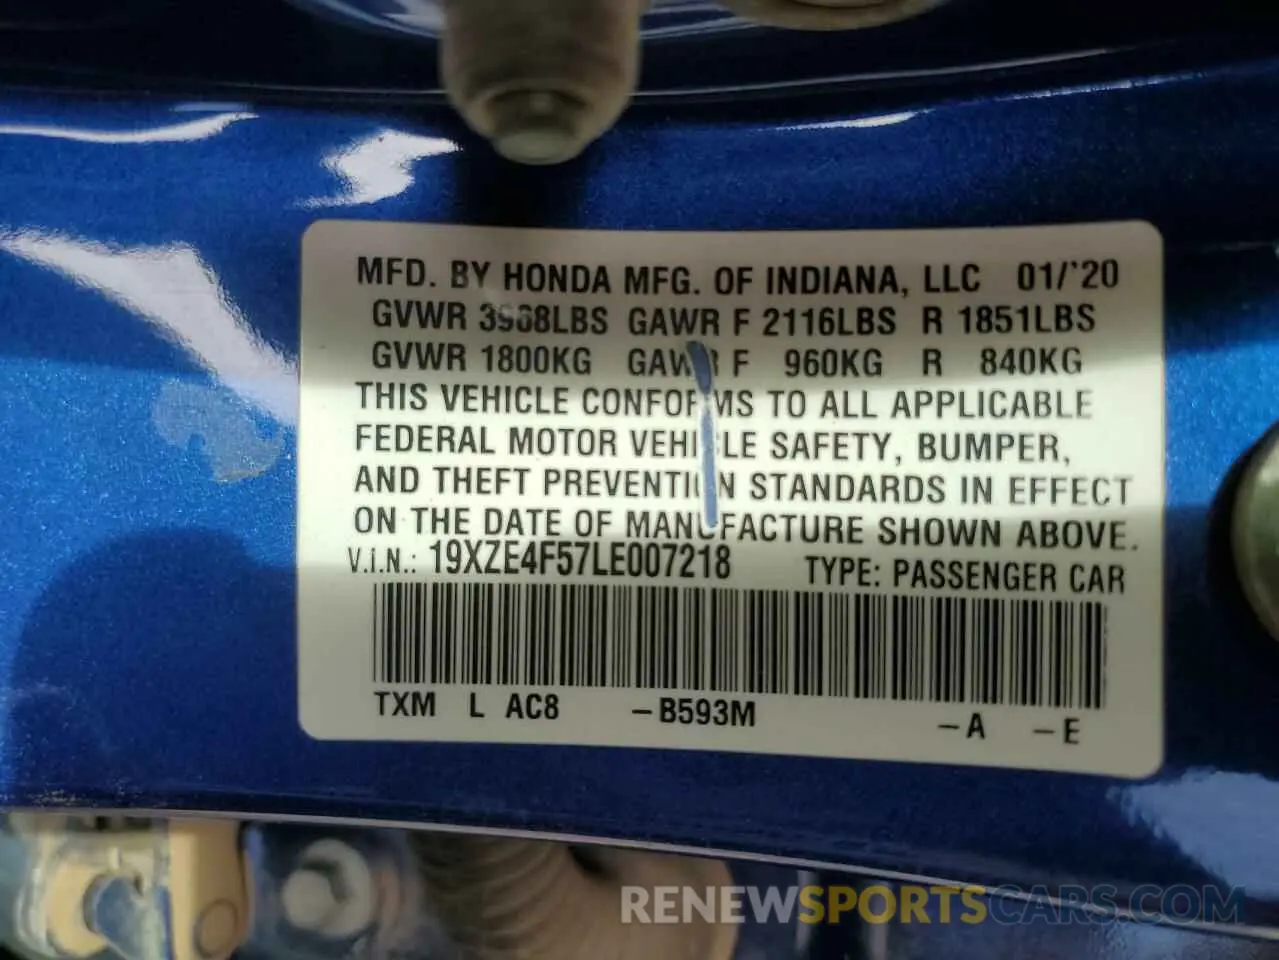 MFD. BY HONDA MFG. OF INDIANA, LLC 01/'20
GVWR 3968LBS GAWR F 2116LBS R 1851LBS
GVWR 1800KG GAWR F 960KG R 840KG
THIS VEHICLE CONFORMS TO ALL APPLICABLE
FEDERAL MOTOR VEHICLE SAFETY, BUMPER,
AND THEFT PREVENTION STANDARDS IN EFFECT
ON THE DATE OF MANUFACTURE SHOWN ABOVE.
V.I.N.: 19XZE4F57LE007218 TYPE: PASSENGER CAR
TXM L AC8 -B593M -A -E
RENEWSPORTSCARS.COM